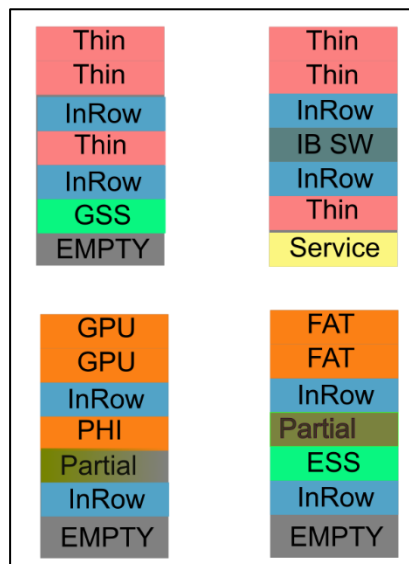 Thin
Thin
InRow
Thin
InRow
GSS
EMPTY
Thin
Thin
InRow
IB SW
InRow
Thin
Service
GPU
GPU
InRow
PHI
Partial
InRow
EMPTY
FAT
FAT
InRow
Partial
ESS
InRow
EMPTY